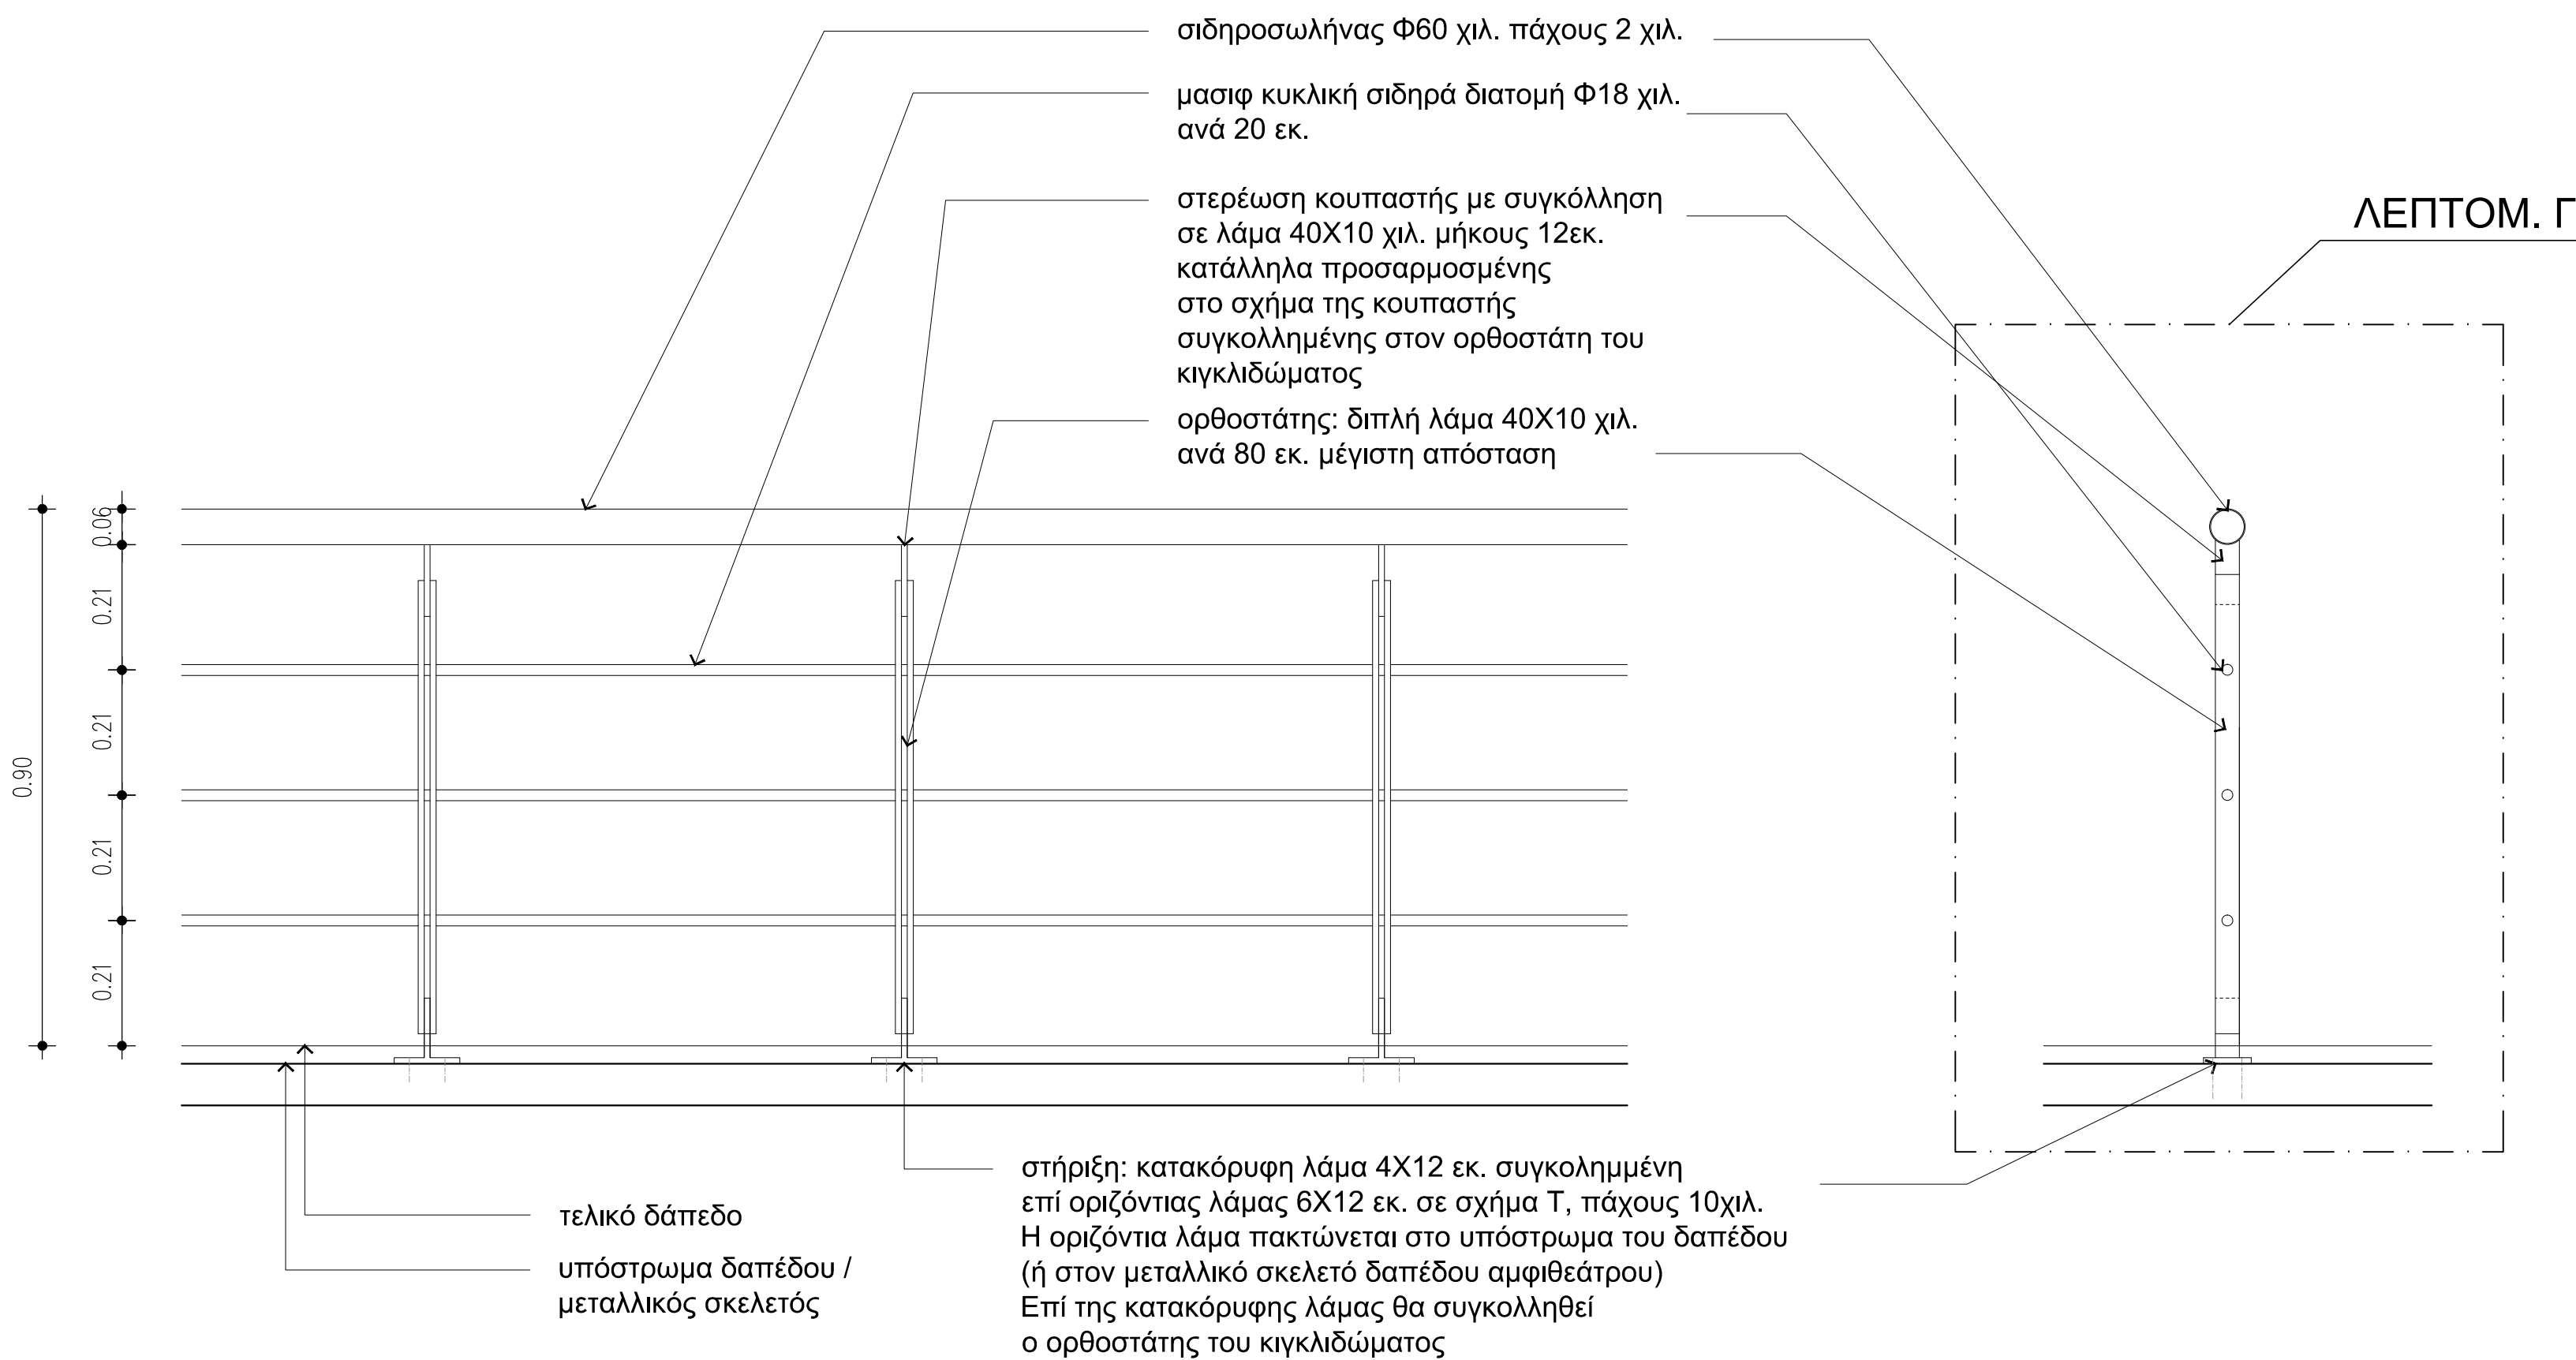 σιδηροσωλήνας Φ60 χιλ. πάχους 2 χιλ.
μασιφ κυκλική σιδηρά διατομή Φ18 χιλ.
ανά 20 εκ.
στερέωση κουπαστής με συγκόλληση
σε λάμα 40Χ10 χιλ. μήκους 12εκ.
κατάλληλα προσαρμοσμένης
στο σχήμα της κουπαστής
συγκολλημένης στον ορθοστάτη του
κιγκλιδώματος
ορθοστάτης: διπλή λάμα 40Χ10 χιλ.
ανά 80 εκ. μέγιστη απόσταση
ΛΕΠΤΟΜ. Γ
0.06
0.21
0.21
0.21
0.21
0.90
τελικό δάπεδο
υπόστρωμα δαπέδου /
μεταλλικός σκελετός
στήριξη: κατακόρυφη λάμα 4Χ12 εκ. συγκολημμένη
επί οριζόντιας λάμας 6Χ12 εκ. σε σχήμα Τ, πάχους 10χιλ.
Η οριζόντια λάμα πακτώνεται στο υπόστρωμα του δαπέδου
(ή στον μεταλλικό σκελετό δαπέδου αμφιθεάτρου)
Επί της κατακόρυφης λάμας θα συγκολληθεί
ο ορθοστάτης του κιγκλιδώματος